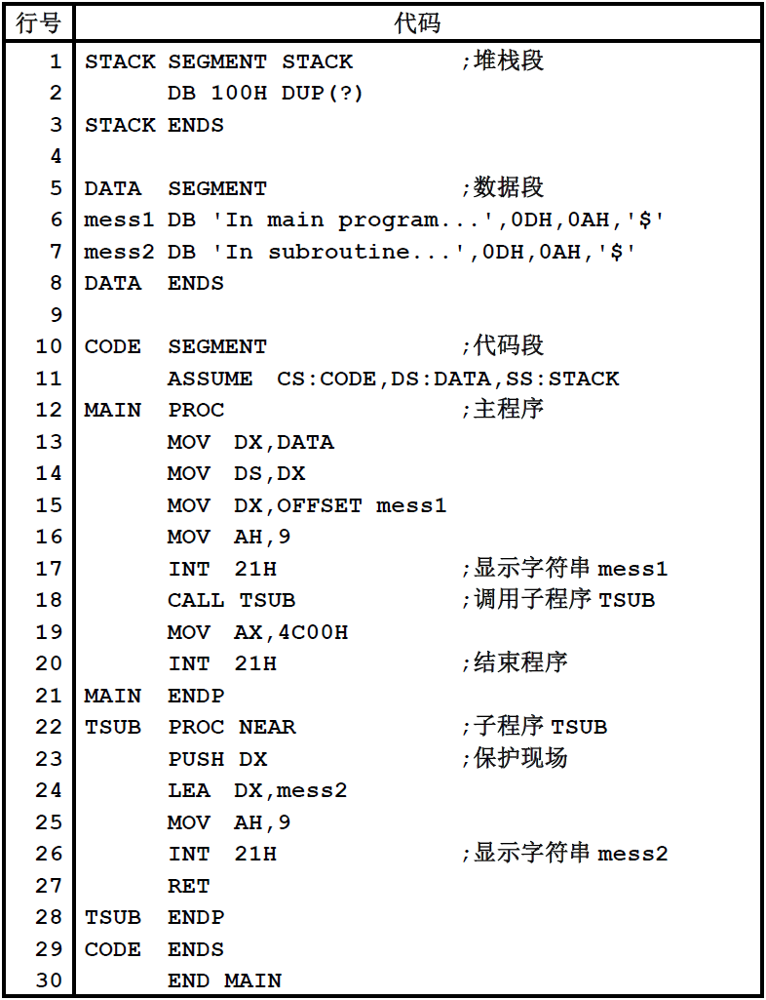 行号 代码
1 STACK SEGMENT STACK ;堆栈段
2 DB 100H DUP(?)
3 STACK ENDS
4
5 DATA SEGMENT ;数据段
6 mess1 DB 'In main program...',0DH,0AH,'$'
7 mess2 DB 'In subroutine...',0DH,0AH,'$'
8 DATA ENDS
9
10 CODE SEGMENT ;代码段
11 ASSUME CS:CODE,DS:DATA,SS:STACK
12 MAIN PROC ;主程序
13 MOV DX,DATA
14 MOV DS,DX
15 MOV DX,OFFSET mess1
16 MOV AH,9
17 INT 21H ;显示字符串 mess1
18 CALL TSUB ;调用子程序 TSUB
19 MOV AX,4C00H
20 INT 21H ;结束程序
21 MAIN ENDP
22 TSUB PROC NEAR ;子程序 TSUB
23 PUSH DX ;保护现场
24 LEA DX,mess2
25 MOV AH,9
26 INT 21H ;显示字符串 mess2
27 RET
28 TSUB ENDP
29 CODE ENDS
30 END MAIN